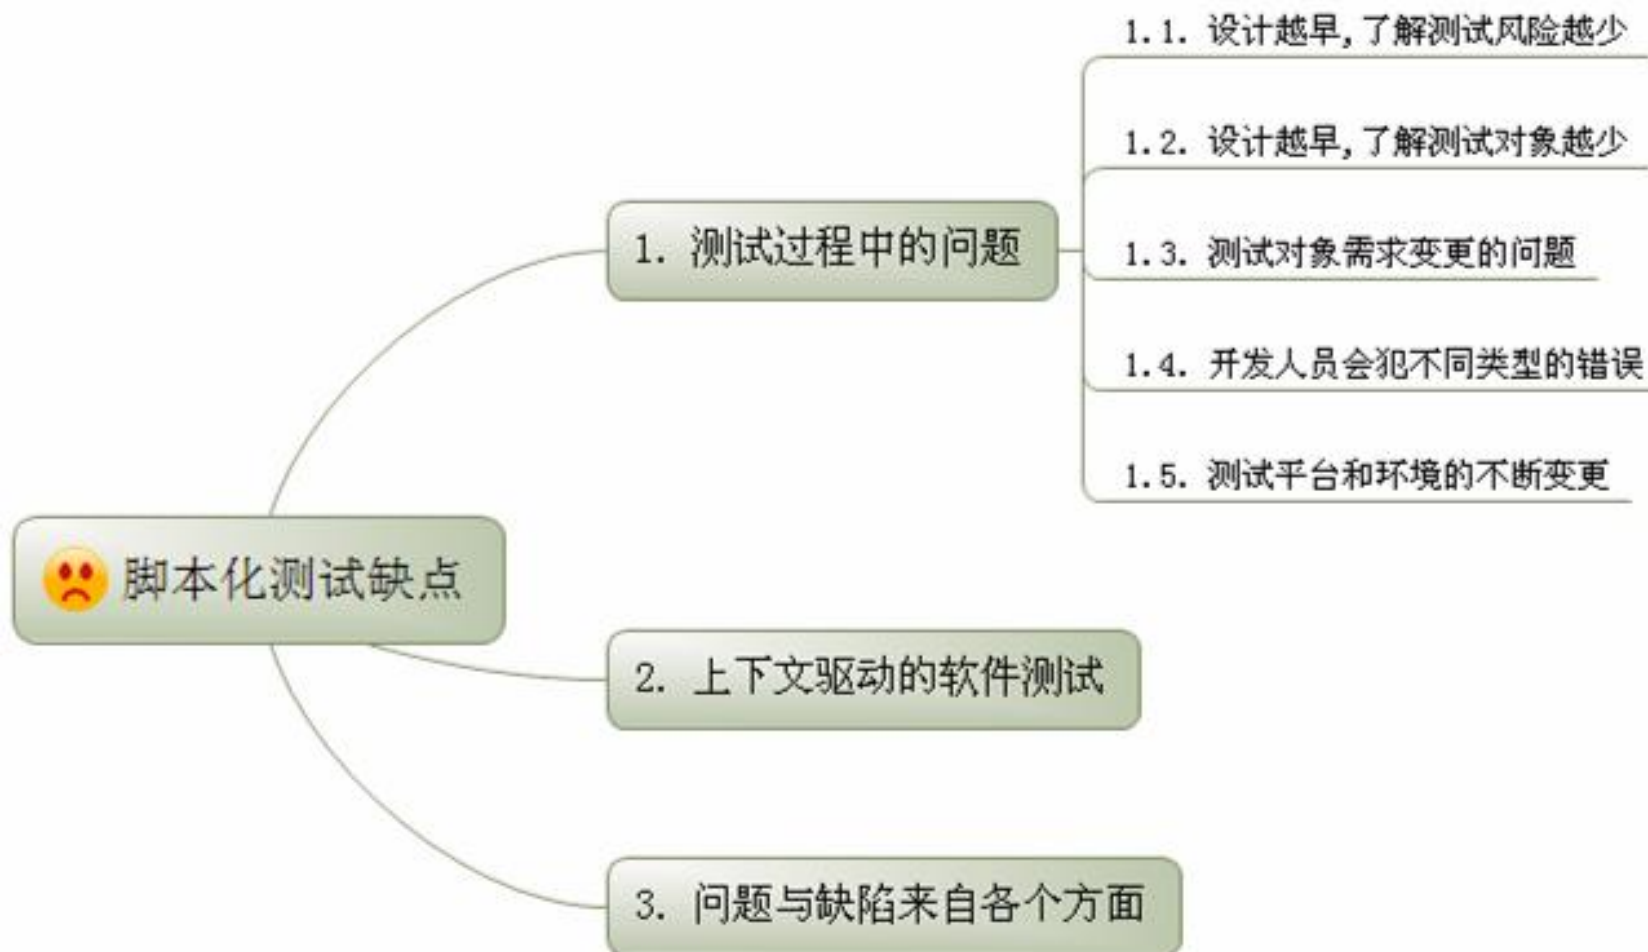 脚本化测试缺点
1. 测试过程中的问题
1.1. 设计越早,了解测试风险越少
1.2. 设计越早,了解测试对象越少
1.3. 测试对象需求变更的问题
1.4. 开发人员会犯不同类型的错误
1.5. 测试平台和环境的不断变更
2. 上下文驱动的软件测试
3. 问题与缺陷来自各个方面